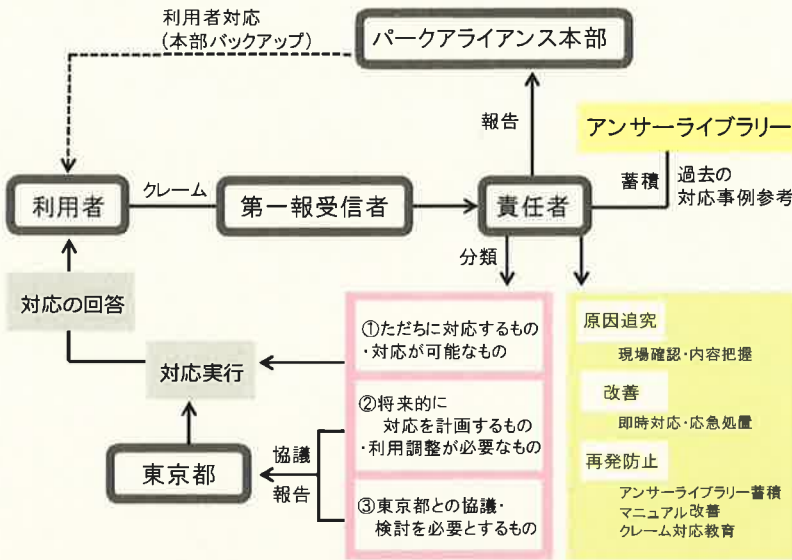 利用者対応
(本部バックアップ)
パークアライアンス本部
報告
アンサーライブラリー
蓄積
過去の
対応事例参考
利用者
クレーム
第一報受信者
責任者
分類
対応の回答
対応実行
東京都
協議
報告
①ただちに対応するもの
・対応が可能なもの
②将来的に
対応を計画するもの
・利用調整が必要なもの
③東京都との協議・
検討を必要とするもの
原因追究
現場確認・内容把握
改善
即時対応・応急処置
再発防止
アンサーライブラリー蓄積
マニュアル改善
クレーム対応教育